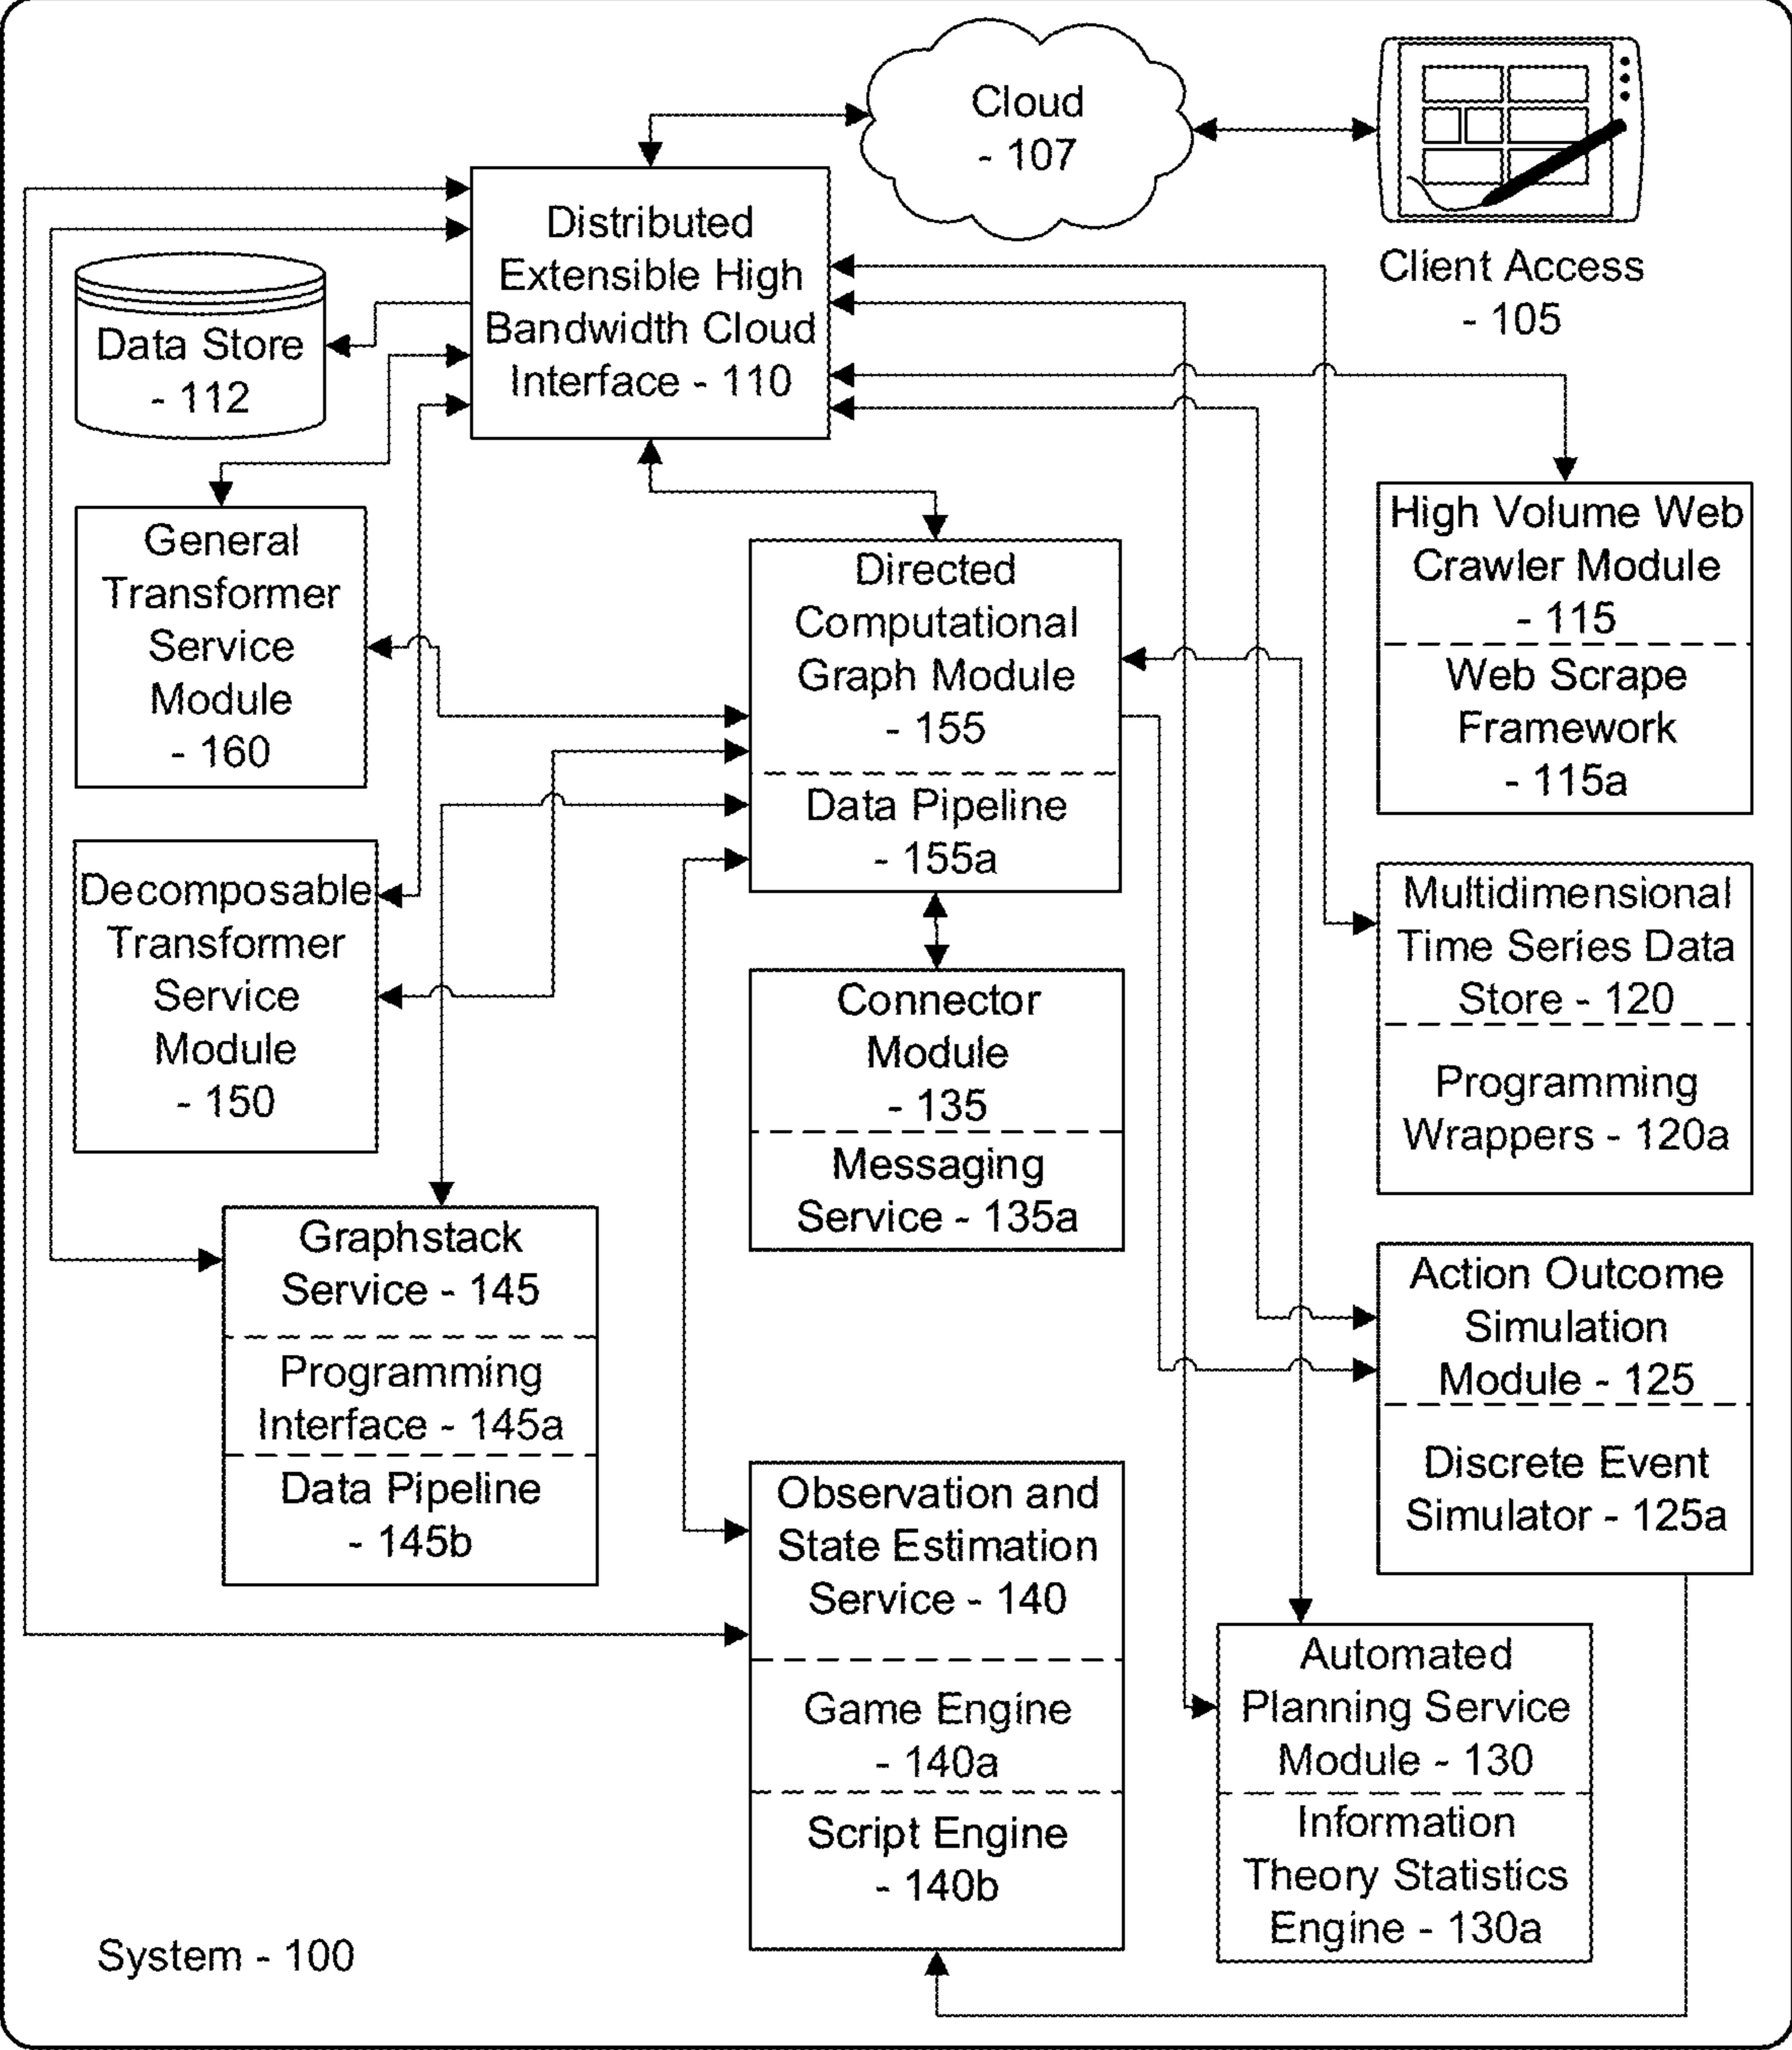 Cloud
- 107
Client Access
- 105
Distributed
Extensible High
Bandwidth Cloud
Interface - 110
Data Store
- 112
General
Transformer
Service
Module
- 160
Directed
Computational
Graph Module
- 155
Data Pipeline
- 155a
High Volume Web
Crawler Module
- 115
Web Scrape
Framework
- 115a
Decomposable
Transformer
Service
Module
- 150
Connector
Module
- 135
Messaging
Service - 135a
Multidimensional
Time Series Data
Store - 120
Programming
Wrappers - 120a
Graphstack
Service - 145
Programming
Interface - 145a
Data Pipeline
- 145b
Action Outcome
Simulation
Module - 125
Discrete Event
Simulator - 125a
Observation and
State Estimation
Service - 140
Game Engine
- 140a
Script Engine
- 140b
Automated
Planning Service
Module - 130
Information
Theory Statistics
Engine - 130a
System - 100